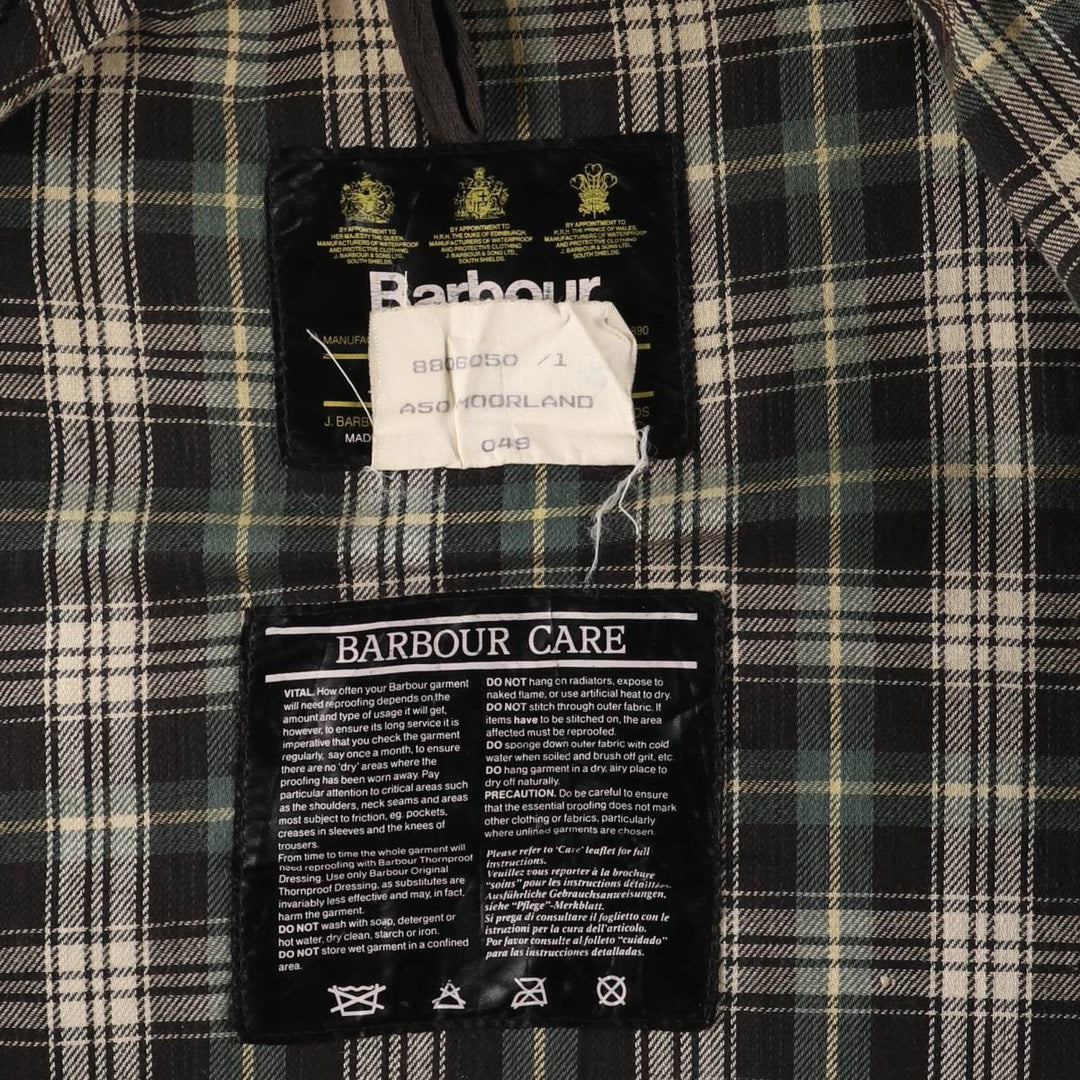 BY APPOINTMENT TO
HER MAJESTY THE QUEEN.
MANUFACTURERS OF WATERPROOF
AND PROTECTIVE CLOTHING
J. BARBOUR & SONS LTD.,
SOUTH SHIELDS.
BY APPOINTMENT TO
H.R.H. THE DUKE OF EDINBURGH.
MANUFACTURERS OF WATERPROOF
AND PROTECTIVE CLOTHING
J. BARBOUR & SONS LTD.,
SOUTH SHIELDS.
BY APPOINTMENT TO
H.R.H. THE PRINCE OF WALES.
MANUFACTURERS OF WATERPROOF
AND PROTECTIVE CLOTHING
J. BARBOUR & SONS LTD.,
SOUTH SHIELDS.
Barbour
8806050 /1
A50 MOORLAND
049
BARBOUR CARE
VITAL. How often your Barbour garment
will need reproofing depends on the
amount and type of usage it will get,
however, to ensure its long service it is
imperative that you check the garment
regularly, say once a month, to ensure
there are no 'dry' areas where the
proofing has been worn away. Pay
particular attention to critical areas such
as the shoulders, neck seams and areas
most subject to friction, eg. pockets,
creases in sleeves and the knees of
trousers.
From time to time the whole garment will
need reproofing with Barbour Thornproof
Dressing. Use only Barbour Original
Thornproof Dressing, as substitutes are
invariably less effective and may, in fact,
harm the garment.
DO NOT wash with soap, detergent or
hot water, dry clean, starch or iron.
DO NOT store wet garment in a confined
area.
DO NOT hang on radiators, expose to
naked flame, or use artificial heat to dry.
DO NOT stitch through outer fabric. If
items have to be stitched on, the area
affected must be reproofed.
DO sponge down outer fabric with cold
water when soiled and brush off grit, etc.
DO hang garment in a dry, airy place to
dry off naturally.
PRECAUTION. Do be careful to ensure
that the essential proofing does not mark
other clothing or fabrics, particularly
where unlined garments are chosen.
Please refer to 'Care' leaflet for full
instructions.
Veuillez vous reporter à la brochure
"soins" pour les instructions détaillées.
Ausführliche Gebrauchsanweisungen,
siehe "Pflege"-Merkblatt.
Si prega di consultare il foglietto con le
istruzioni per la cura dell'articolo.
Por favor consulte al folleto "cuidado"
para las instrucciones detalladas.